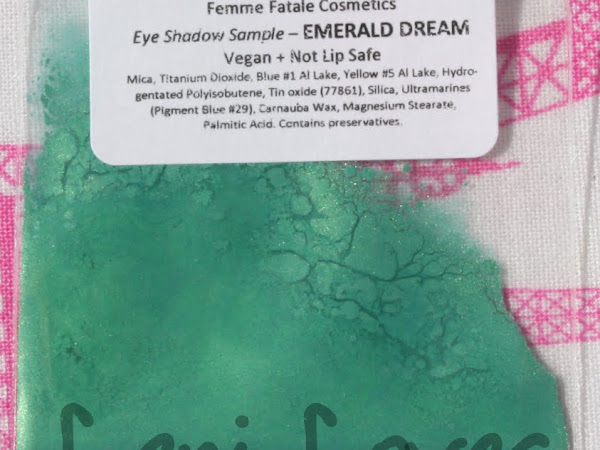 Femme Fatale Cosmetics
Eye Shadow Sample – EMERALD DREAM
Vegan + Not Lip Safe
Mica, Titanium Dioxide, Blue #1 Al Lake, Yellow #5 Al Lake, Hydro-
gentated Polyisobutene, Tin oxide (77861), Silica, Ultramarines
(Pigment Blue #29), Carnauba Wax, Magnesium Stearate,
Palmitic Acid. Contains preservatives.